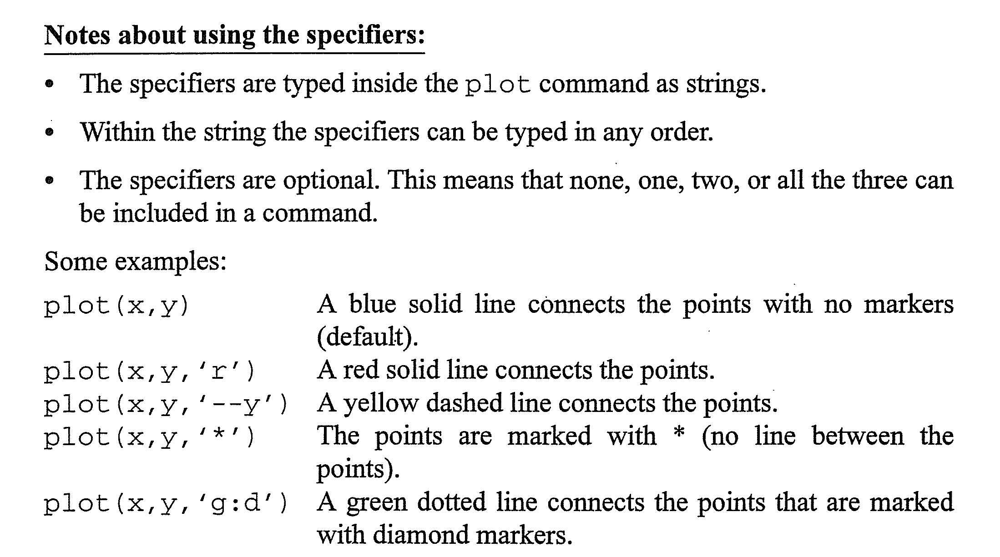 Notes about using the specifiers:
• The specifiers are typed inside the plot command as strings.
• Within the string the specifiers can be typed in any order.
• The specifiers are optional. This means that none, one, two, or all the three can
be included in a command.
Some examples:
plot(x,y) A blue solid line connects the points with no markers
(default).
plot(x,y,‘r’) A red solid line connects the points.
plot(x,y,‘--y’) A yellow dashed line connects the points.
plot(x,y,‘*’) The points are marked with * (no line between the
points).
plot(x,y,‘g:d’) A green dotted line connects the points that are marked
with diamond markers.